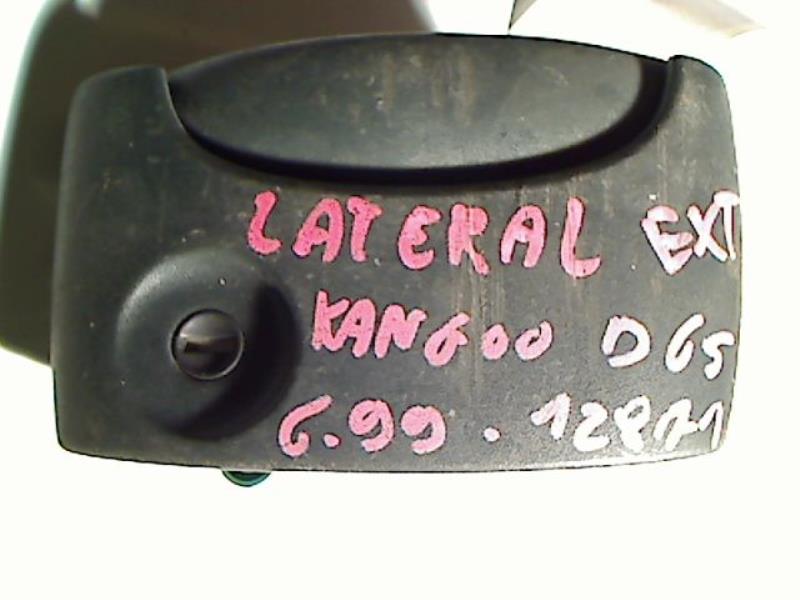 LATERAL EXT
KANGOO D65
6.99. 12871